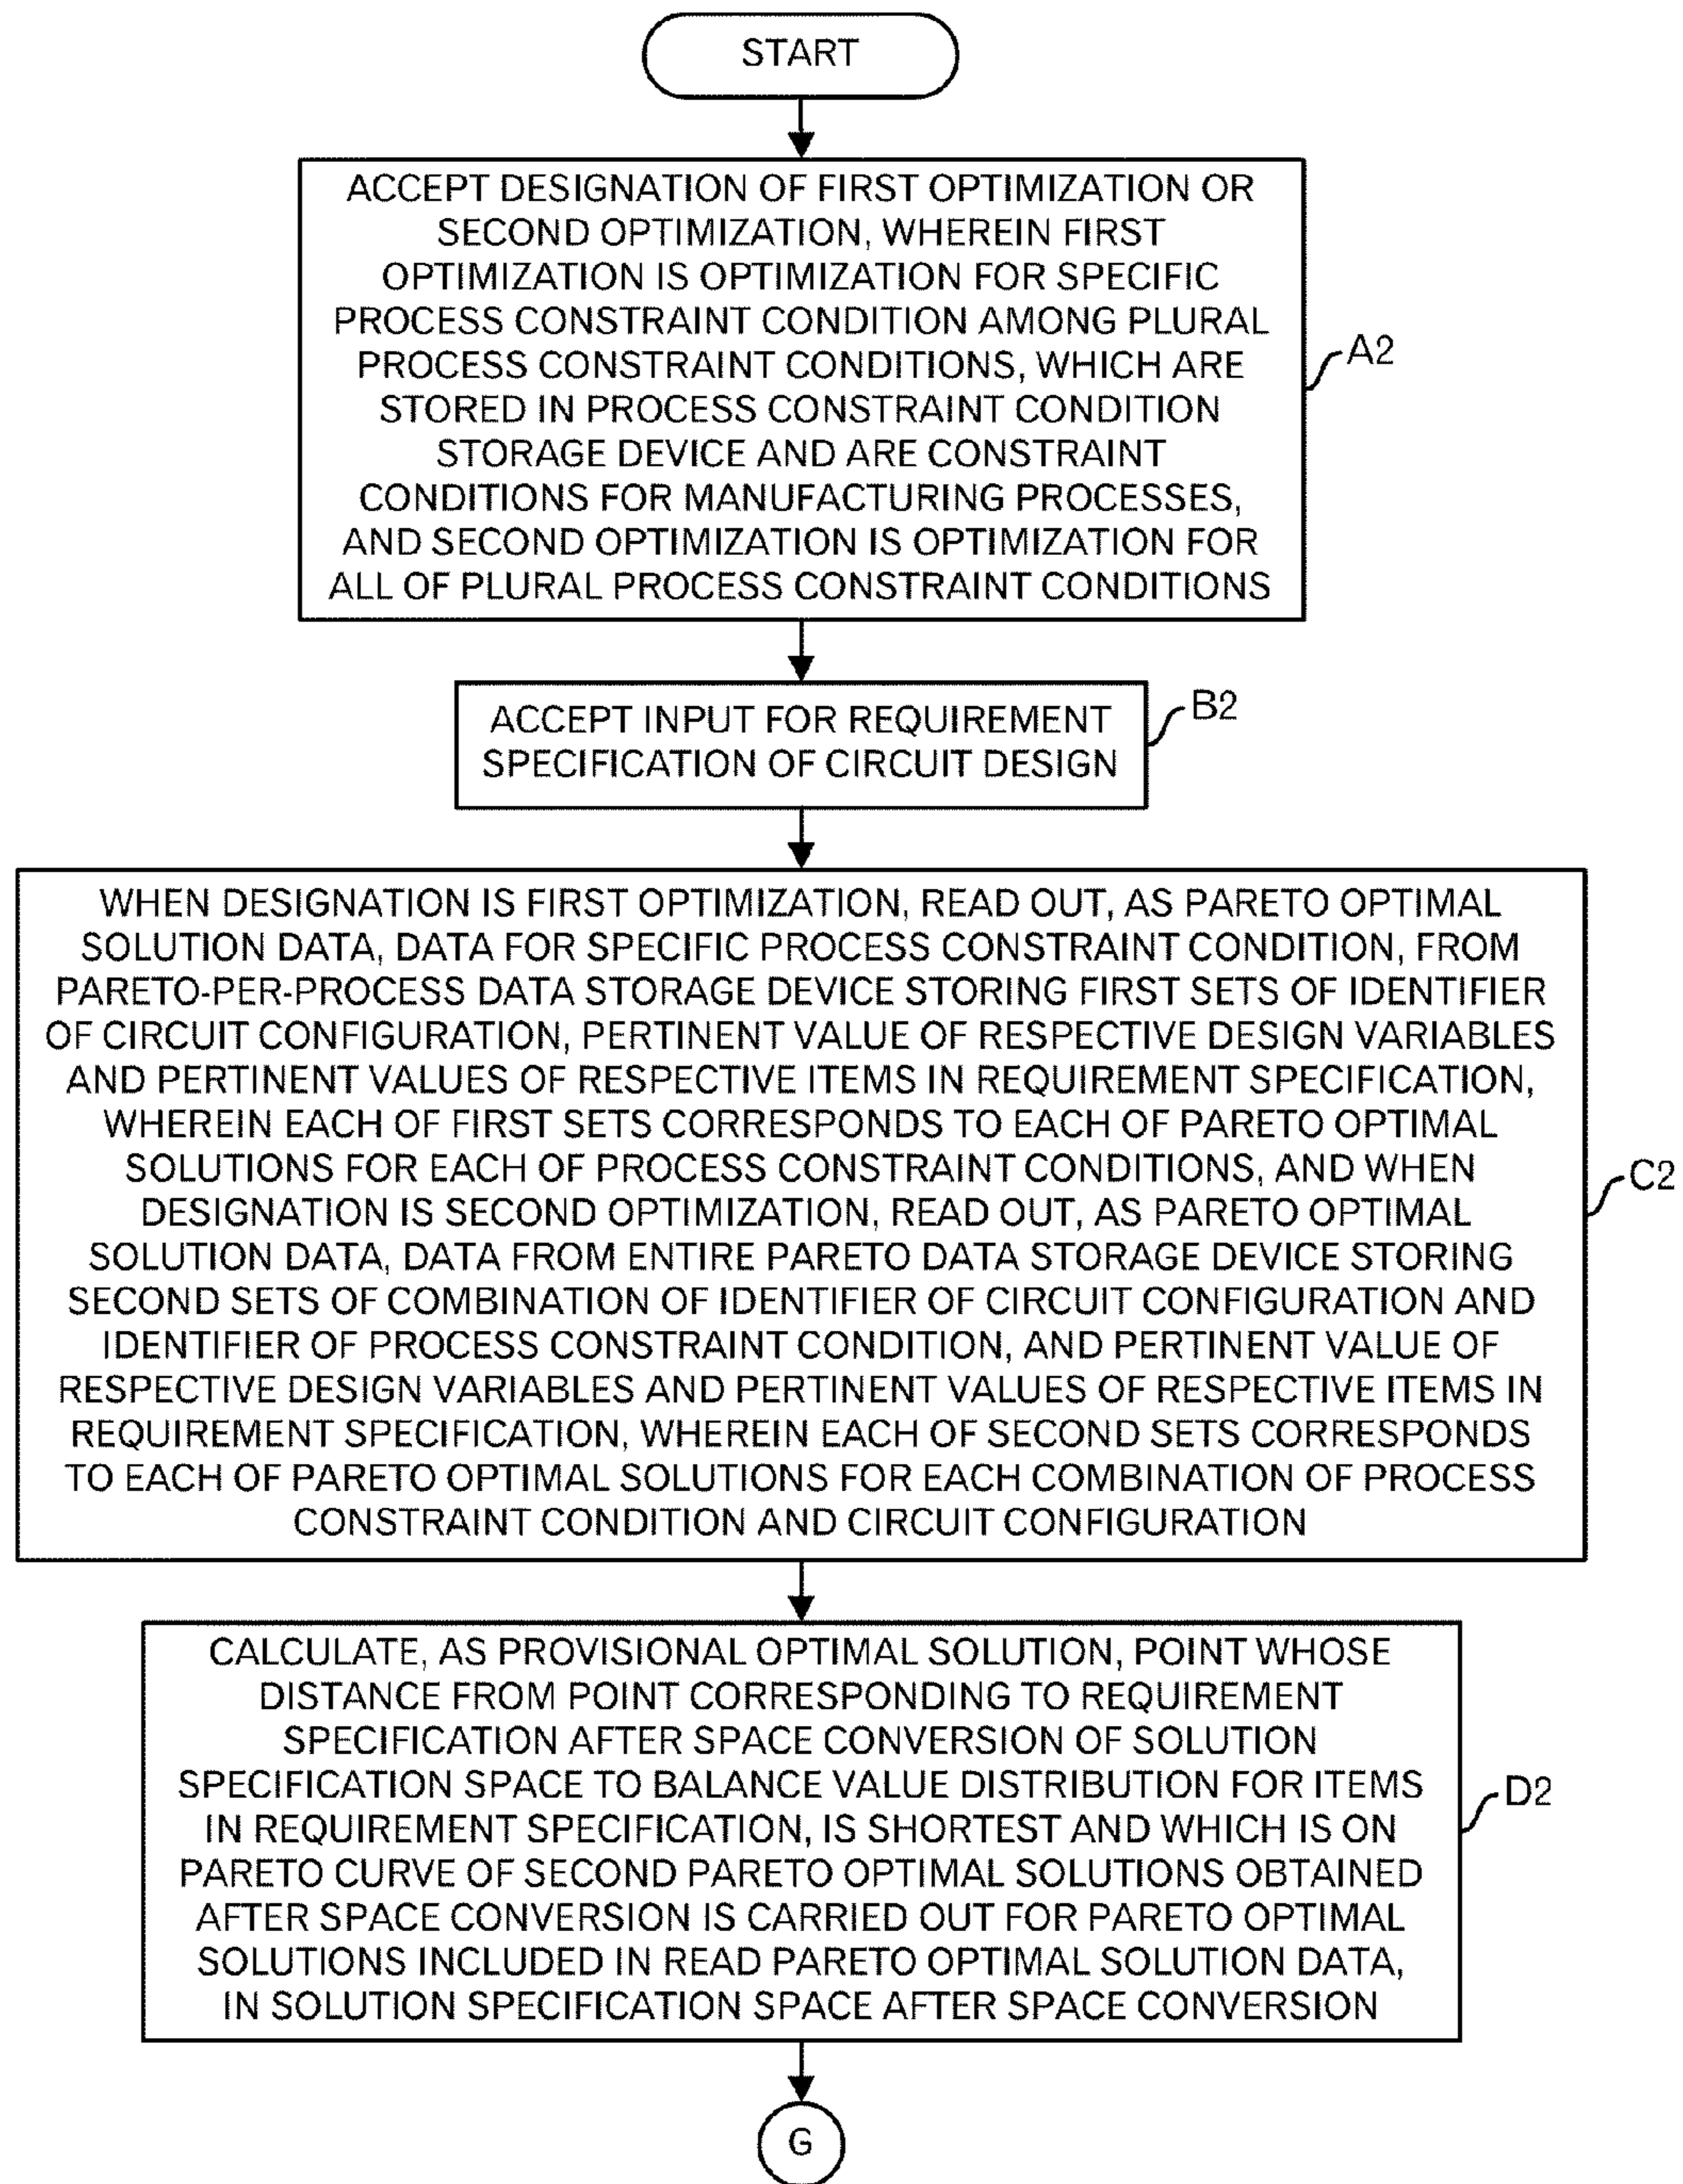 START
ACCEPT DESIGNATION OF FIRST OPTIMIZATION OR
SECOND OPTIMIZATION, WHEREIN FIRST
OPTIMIZATION IS OPTIMIZATION FOR SPECIFIC
PROCESS CONSTRAINT CONDITION AMONG PLURAL
PROCESS CONSTRAINT CONDITIONS, WHICH ARE
STORED IN PROCESS CONSTRAINT CONDITION
STORAGE DEVICE AND ARE CONSTRAINT
CONDITIONS FOR MANUFACTURING PROCESSES,
AND SECOND OPTIMIZATION IS OPTIMIZATION FOR
ALL OF PLURAL PROCESS CONSTRAINT CONDITIONS
A2
ACCEPT INPUT FOR REQUIREMENT
SPECIFICATION OF CIRCUIT DESIGN
B2
WHEN DESIGNATION IS FIRST OPTIMIZATION, READ OUT, AS PARETO OPTIMAL
SOLUTION DATA, DATA FOR SPECIFIC PROCESS CONSTRAINT CONDITION, FROM
PARETO-PER-PROCESS DATA STORAGE DEVICE STORING FIRST SETS OF IDENTIFIER
OF CIRCUIT CONFIGURATION, PERTINENT VALUE OF RESPECTIVE DESIGN VARIABLES
AND PERTINENT VALUES OF RESPECTIVE ITEMS IN REQUIREMENT SPECIFICATION,
WHEREIN EACH OF FIRST SETS CORRESPONDS TO EACH OF PARETO OPTIMAL
SOLUTIONS FOR EACH OF PROCESS CONSTRAINT CONDITIONS, AND WHEN
DESIGNATION IS SECOND OPTIMIZATION, READ OUT, AS PARETO OPTIMAL
SOLUTION DATA, DATA FROM ENTIRE PARETO DATA STORAGE DEVICE STORING
SECOND SETS OF COMBINATION OF IDENTIFIER OF CIRCUIT CONFIGURATION AND
IDENTIFIER OF PROCESS CONSTRAINT CONDITION, AND PERTINENT VALUE OF
RESPECTIVE DESIGN VARIABLES AND PERTINENT VALUES OF RESPECTIVE ITEMS IN
REQUIREMENT SPECIFICATION, WHEREIN EACH OF SECOND SETS CORRESPONDS
TO EACH OF PARETO OPTIMAL SOLUTIONS FOR EACH COMBINATION OF PROCESS
CONSTRAINT CONDITION AND CIRCUIT CONFIGURATION
C2
CALCULATE, AS PROVISIONAL OPTIMAL SOLUTION, POINT WHOSE
DISTANCE FROM POINT CORRESPONDING TO REQUIREMENT
SPECIFICATION AFTER SPACE CONVERSION OF SOLUTION
SPECIFICATION SPACE TO BALANCE VALUE DISTRIBUTION FOR ITEMS
IN REQUIREMENT SPECIFICATION, IS SHORTEST AND WHICH IS ON
PARETO CURVE OF SECOND PARETO OPTIMAL SOLUTIONS OBTAINED
AFTER SPACE CONVERSION IS CARRIED OUT FOR PARETO OPTIMAL
SOLUTIONS INCLUDED IN READ PARETO OPTIMAL SOLUTION DATA,
IN SOLUTION SPECIFICATION SPACE AFTER SPACE CONVERSION
D2
G